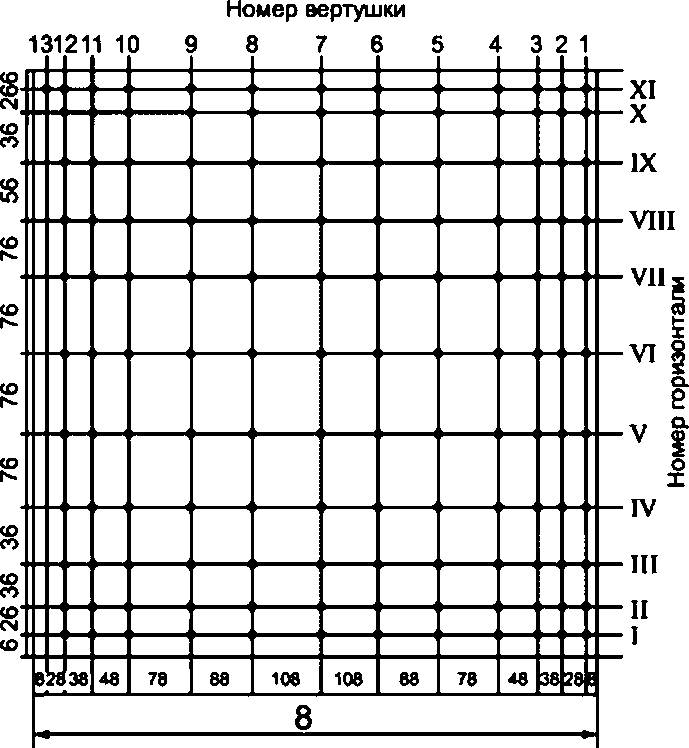 Номер вертушки
13 12 11 10 9 8 7 6 5 4 3 2 1
XI
X
IX
VIII
VII
VI
V
IV
III
II
I
Номер горизонтали
6 26 36 36 76 76 76 76 56 36 26 6
8 28 38 48 78 88 108 108 88 78 48 38 28 8
8